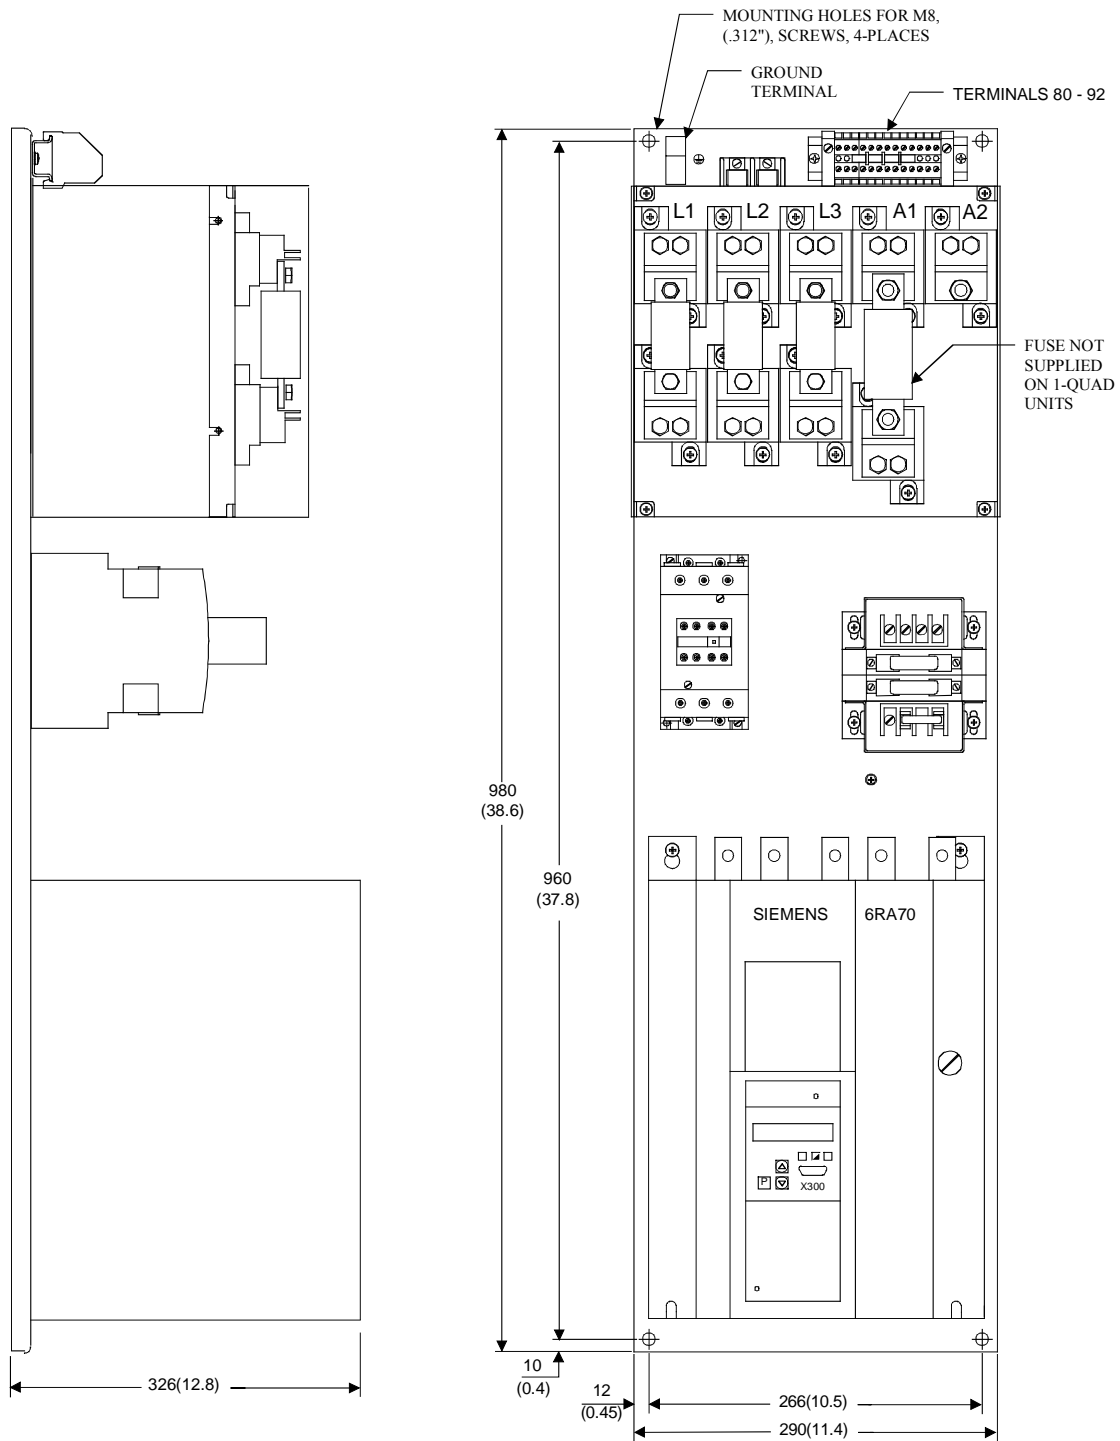 MOUNTING HOLES FOR M8,
(.312"), SCREWS, 4-PLACES
GROUND
TERMINAL
TERMINALS 80 - 92
L1
L2
L3
A1
A2
FUSE NOT
SUPPLIED
ON 1-QUAD
UNITS
980
(38.6)
960
(37.8)
SIEMENS
6RA70
P
X300
326(12.8)
10
(0.4)
12
(0.45)
266(10.5)
290(11.4)